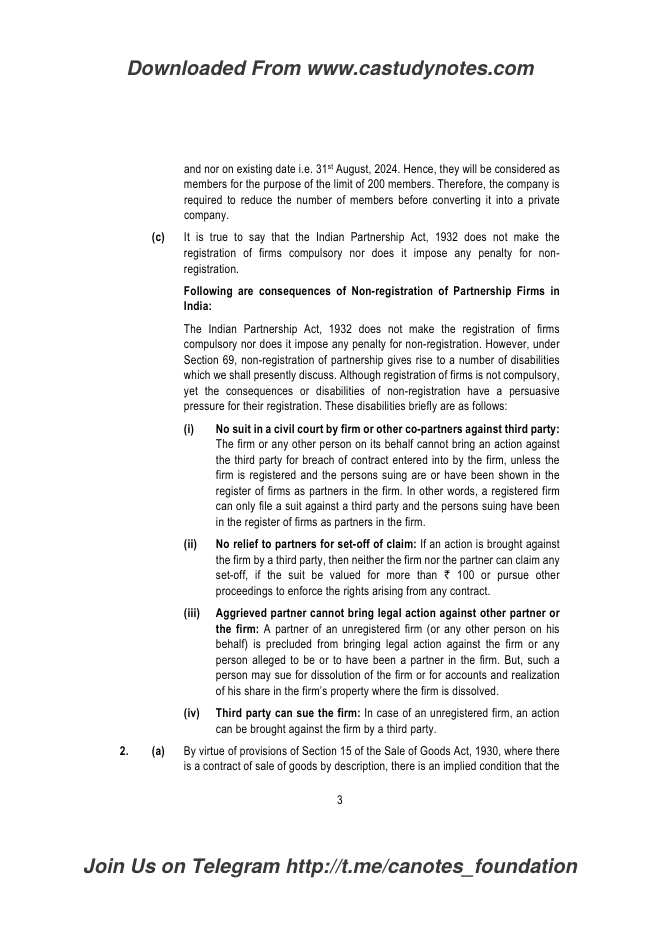 Downloaded From www.castudynotes.com
and nor on existing date i.e. 31st August, 2024. Hence, they will be considered as
members for the purpose of the limit of 200 members. Therefore, the company is
required to reduce the number of members before converting it into a private
company.
(c) It is true to say that the Indian Partnership Act, 1932 does not make the
registration of firms compulsory nor does it impose any penalty for non-
registration.
Following are consequences of Non-registration of Partnership Firms in
India:
The Indian Partnership Act, 1932 does not make the registration of firms
compulsory nor does it impose any penalty for non-registration. However, under
Section 69, non-registration of partnership gives rise to a number of disabilities
which we shall presently discuss. Although registration of firms is not compulsory,
yet the consequences or disabilities of non-registration have a persuasive
pressure for their registration. These disabilities briefly are as follows:
(i) No suit in a civil court by firm or other co-partners against third party:
The firm or any other person on its behalf cannot bring an action against
the third party for breach of contract entered into by the firm, unless the
firm is registered and the persons suing are or have been shown in the
register of firms as partners in the firm. In other words, a registered firm
can only file a suit against a third party and the persons suing have been
in the register of firms as partners in the firm.
(ii) No relief to partners for set-off of claim: If an action is brought against
the firm by a third party, then neither the firm nor the partner can claim any
set-off, if the suit be valued for more than ₹ 100 or pursue other
proceedings to enforce the rights arising from any contract.
(iii) Aggrieved partner cannot bring legal action against other partner or
the firm: A partner of an unregistered firm (or any other person on his
behalf) is precluded from bringing legal action against the firm or any
person alleged to be or to have been a partner in the firm. But, such a
person may sue for dissolution of the firm or for accounts and realization
of his share in the firm's property where the firm is dissolved.
(iv) Third party can sue the firm: In case of an unregistered firm, an action
can be brought against the firm by a third party.
2. (a) By virtue of provisions of Section 15 of the Sale of Goods Act, 1930, where there
is a contract of sale of goods by description, there is an implied condition that the
3
Join Us on Telegram http://t.me/canotes_foundation